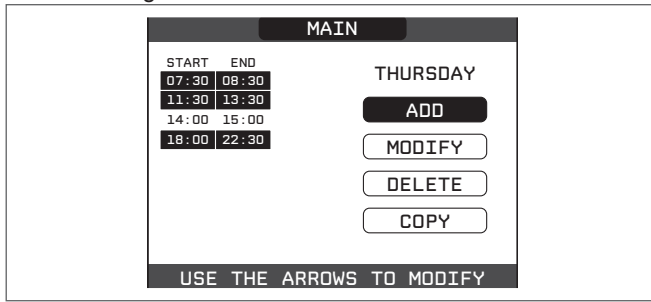 MAIN
START END
07:30 08:30
11:30 13:30
14:00 15:00
18:00 22:30
THURSDAY
ADD
MODIFY
DELETE
COPY
USE THE ARROWS TO MODIFY